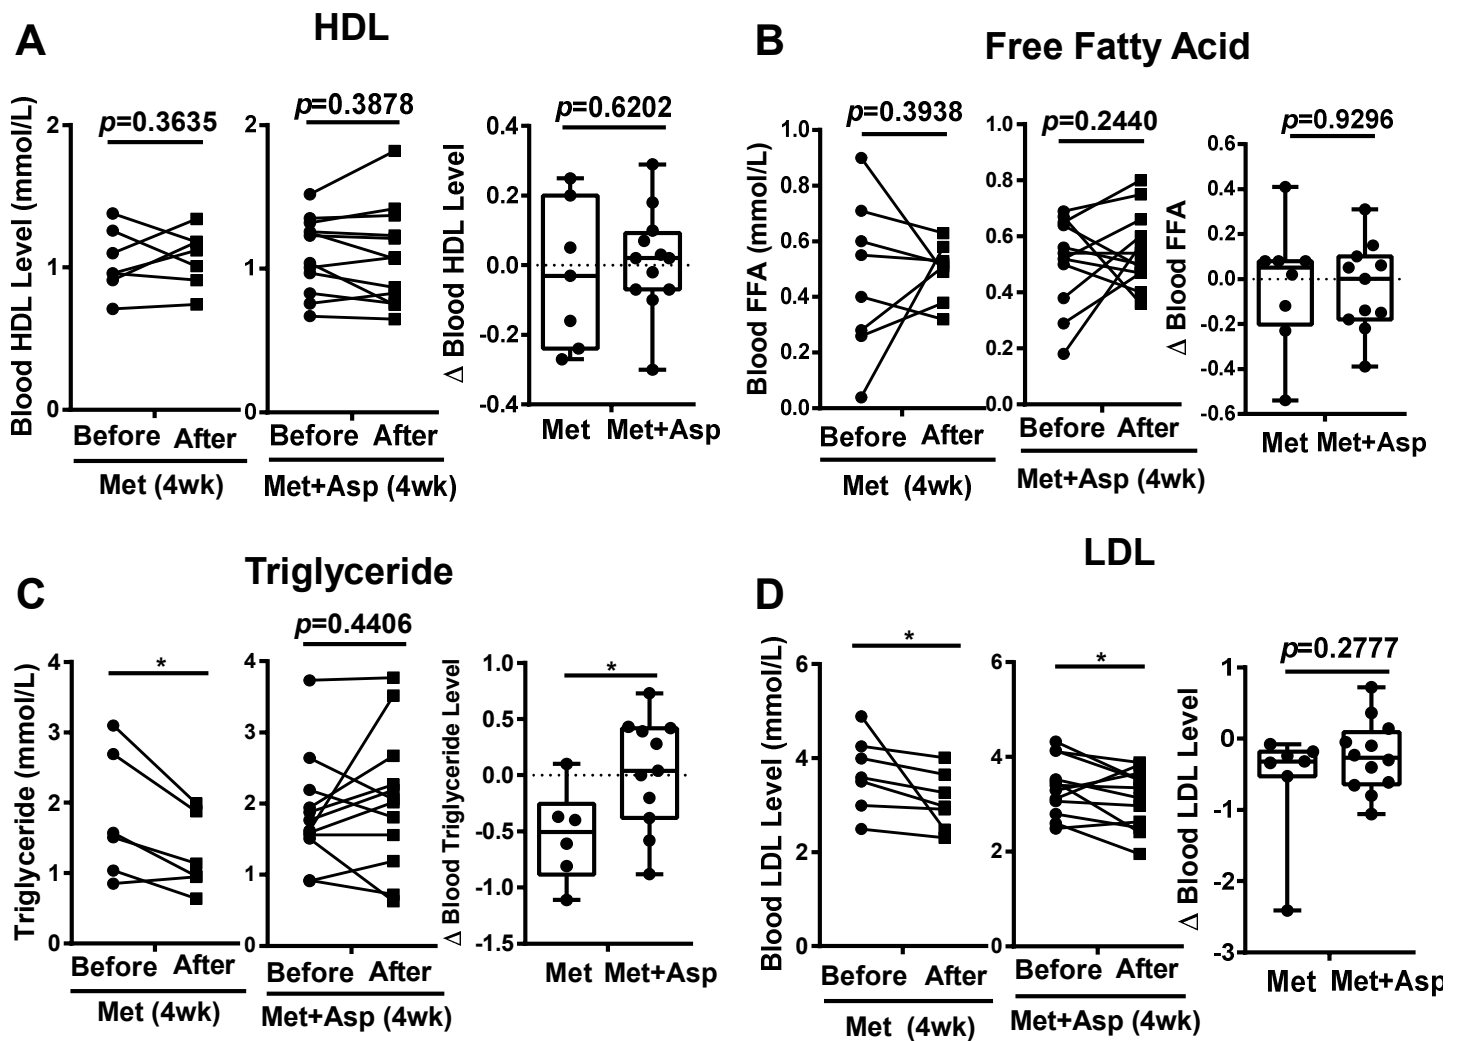 A
HDL
p=0.3635
p=0.3878
p=0.6202
Blood HDL Level (mmol/L)
2
1
0
2
1
0
Δ Blood HDL Level
0.4
0.2
0.0
-0.2
-0.4
Before After
Before After
Met Met+Asp
Met (4wk)
Met+Asp (4wk)
B
Free Fatty Acid
p=0.3938
p=0.2440
p=0.9296
Blood FFA (mmol/L)
1.0
0.8
0.6
0.4
0.2
0.0
1.0
0.8
0.6
0.4
0.2
0.0
Δ Blood FFA
0.6
0.4
0.2
0.0
-0.2
-0.4
-0.6
Before After
Before After
Met Met+Asp
Met (4wk)
Met+Asp (4wk)
C
Triglyceride
*
p=0.4406
*
Triglyceride (mmol/L)
4
3
2
1
0
4
3
2
1
0
Δ Blood Triglyceride Level
1.0
0.5
0.0
-0.5
-1.0
-1.5
Before After
Before After
Met Met+Asp
Met (4wk)
Met+Asp (4wk)
D
LDL
*
*
p=0.2777
Blood LDL Level (mmol/L)
6
4
2
0
6
4
2
0
Δ Blood LDL Level
1
0
-1
-2
-3
Before After
Before After
Met Met+Asp
Met (4wk)
Met+Asp (4wk)